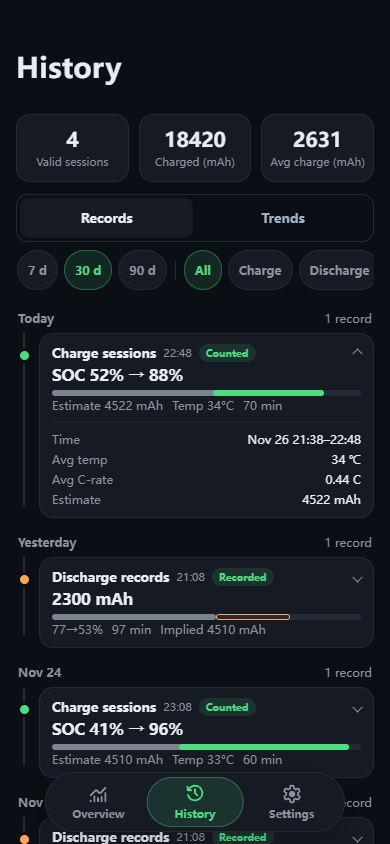 History
4
Valid sessions
18420
Charged (mAh)
2631
Avg charge (mAh)
Records
Trends
7 d
30 d
90 d
All
Charge
Discharge
Today
1 record
Charge sessions 22:48 Counted
SOC 52% → 88%
Estimate 4522 mAh Temp 34°C 70 min
Time Nov 26 21:38–22:48
Avg temp 34 ℃
Avg C-rate 0.44 C
Estimate 4522 mAh
Yesterday
1 record
Discharge records 21:08 Recorded
2300 mAh
77→53% 97 min Implied 4510 mAh
Nov 24
1 record
Charge sessions 23:08 Counted
SOC 41% → 96%
Estimate 4510 mAh Temp 33°C 60 min
Nov
ecord
Overview
History
Settings
Discharge records 21:08 Recorded